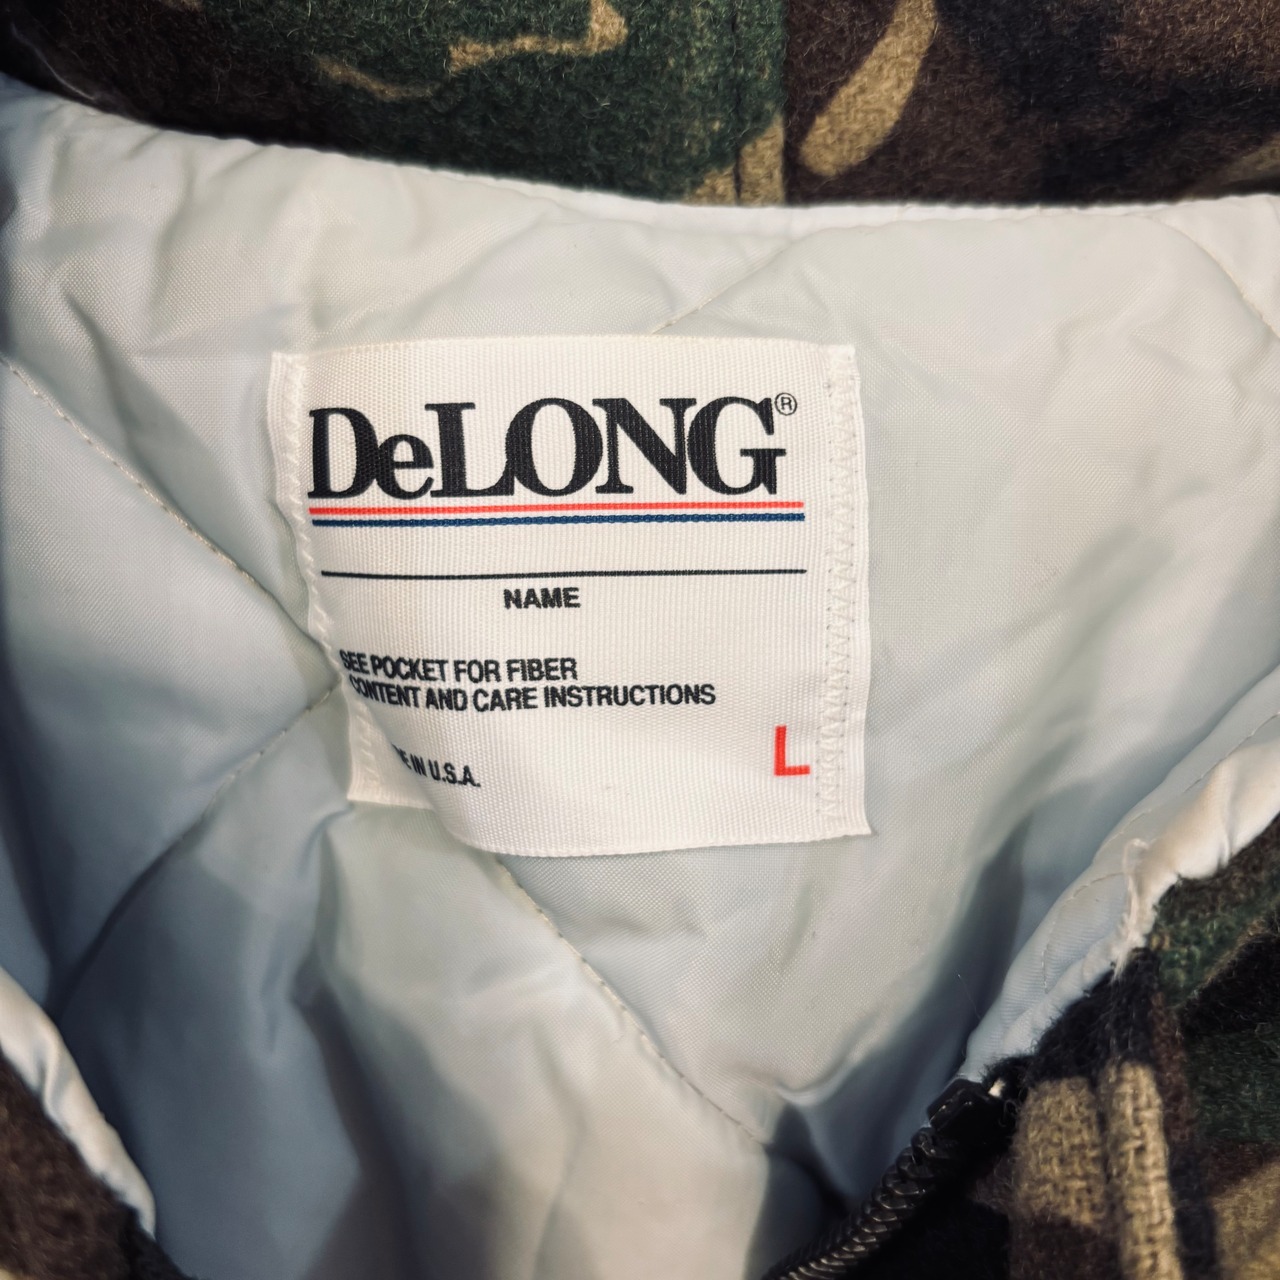 DeLONG®
NAME
SEE POCKET FOR FIBER
CONTENT AND CARE INSTRUCTIONS
IN U.S.A.
L